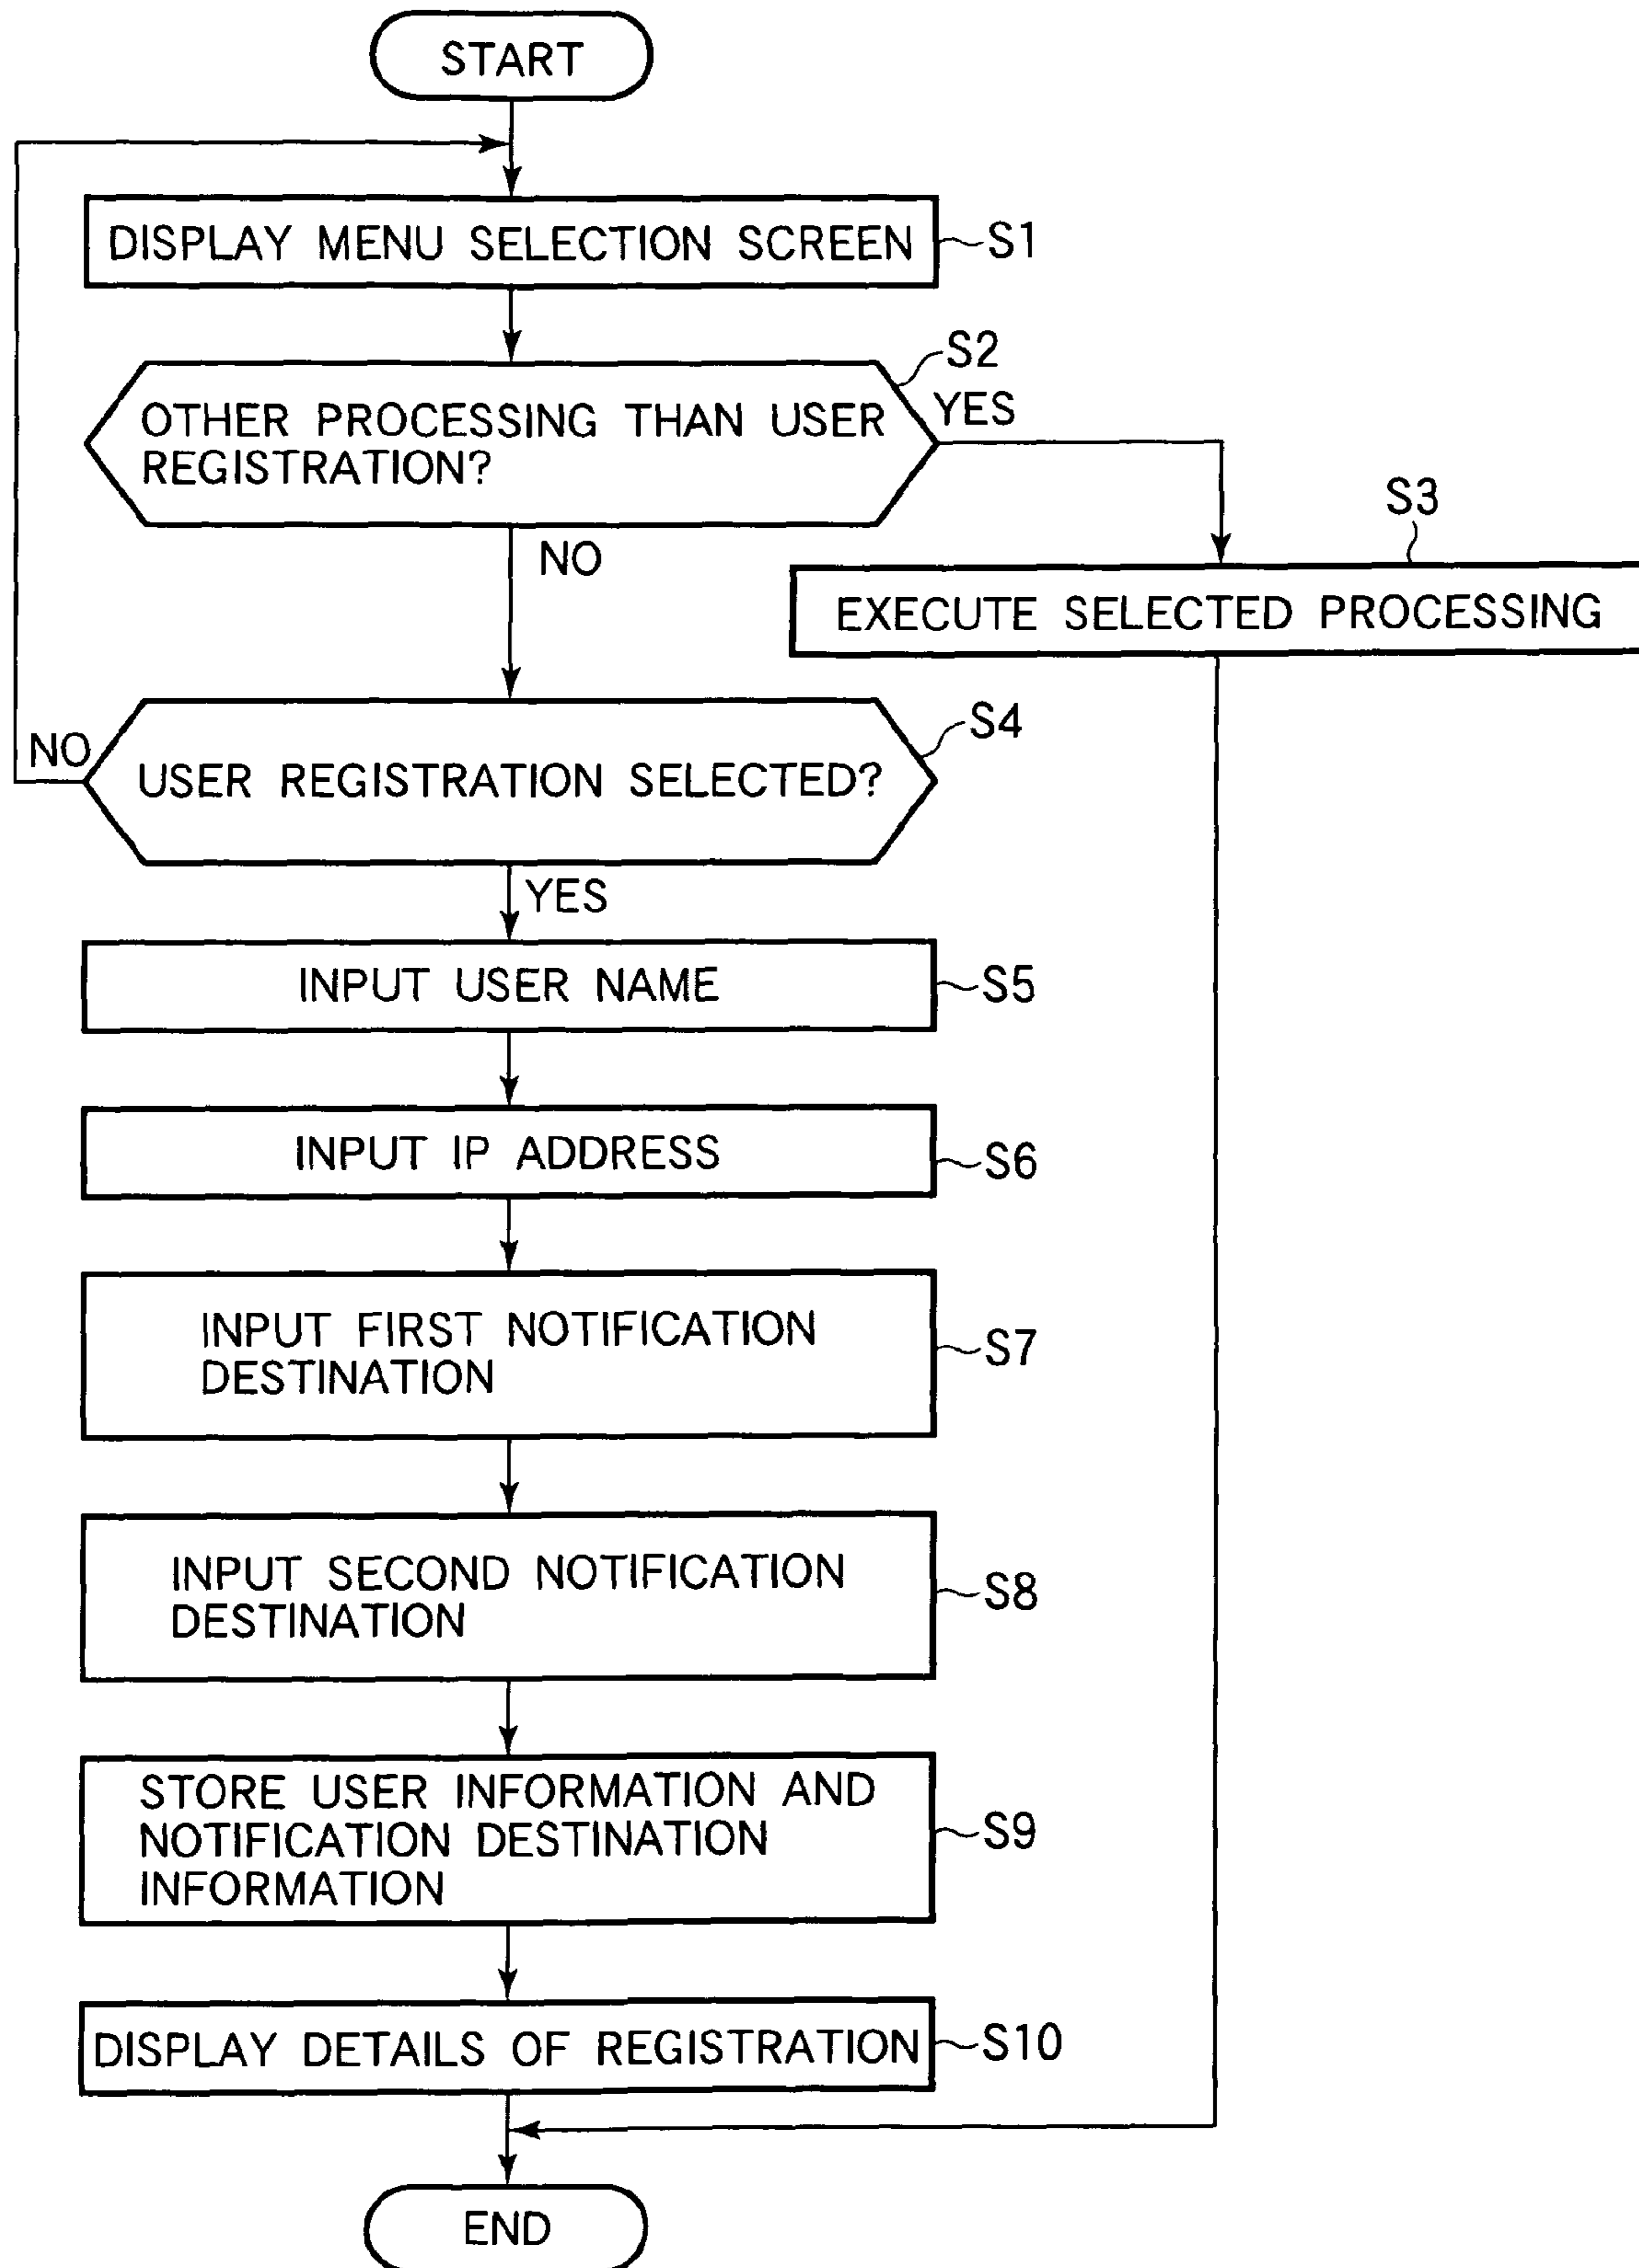 START
DISPLAY MENU SELECTION SCREEN
S1
S2
OTHER PROCESSING THAN USER
REGISTRATION?
YES
NO
S3
EXECUTE SELECTED PROCESSING
S4
NO
USER REGISTRATION SELECTED?
YES
INPUT USER NAME
S5
INPUT IP ADDRESS
S6
INPUT FIRST NOTIFICATION
DESTINATION
S7
INPUT SECOND NOTIFICATION
DESTINATION
S8
STORE USER INFORMATION AND
NOTIFICATION DESTINATION
INFORMATION
S9
DISPLAY DETAILS OF REGISTRATION
S10
END